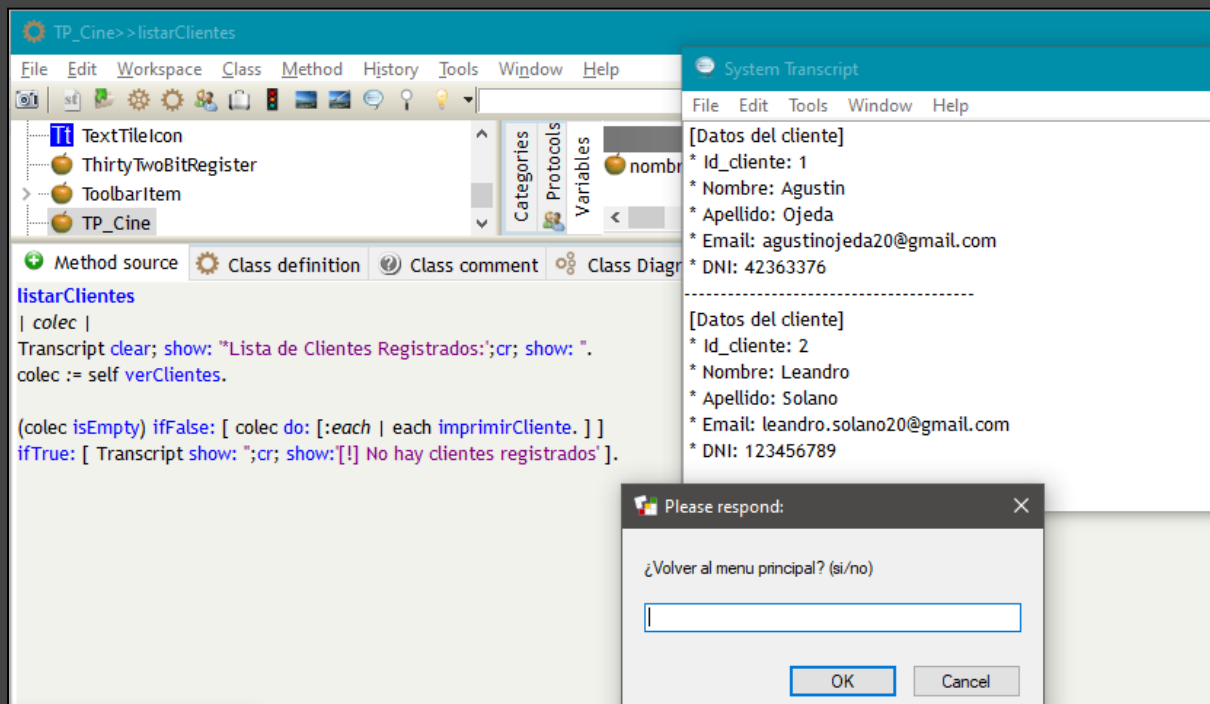 TP_Cine>>listarClientes
File Edit Workspace Class Method History Tools Window Help
TextTileIcon
ThirtyTwoBitRegister
ToolbarItem
TP_Cine
Categories
Protocols
Variables
nombr
Method source
Class definition
Class comment
Class Diagr
listarClientes
| colec |
Transcript clear; show: '*Lista de Clientes Registrados:';cr; show: ''.
colec := self verClientes.
(colec isEmpty) ifFalse: [ colec do: [:each | each imprimirCliente. ] ]
ifTrue: [ Transcript show: '';cr; show:'[!] No hay clientes registrados' ].
System Transcript
File Edit Tools Window Help
[Datos del cliente]
* Id_cliente: 1
* Nombre: Agustin
* Apellido: Ojeda
* Email: agustinojeda20@gmail.com
* DNI: 42363376
----------------------------------------
[Datos del cliente]
* Id_cliente: 2
* Nombre: Leandro
* Apellido: Solano
* Email: leandro.solano20@gmail.com
* DNI: 123456789
Please respond:
¿Volver al menu principal? (si/no)
OK
Cancel